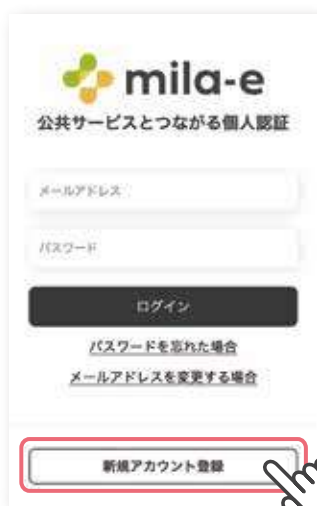 mila-e
公共サービスとつながる個人認証
メールアドレス
パスワード
ログイン
パスワードを忘れた場合
メールアドレスを変更する場合
新規アカウント登録